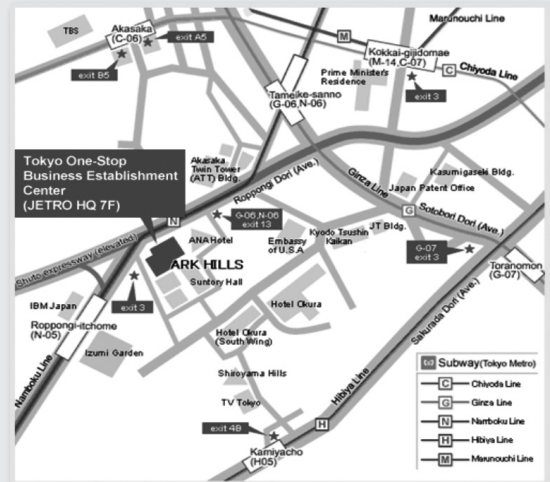 TBS
Akasaka
(C-06)
exit A5
exit B5
Marunouchi Line
M
Kokkai-gijidomae
(M-14,C-07)
C
Chiyoda Line
Prime Minister's
Residence
exit 3
Tameike-sanno
(G-06,N-06)
Tokyo One-Stop
Business Establishment
Center
(JETRO HQ 7F)
Akasaka
Twin Tower
(ATT) Bldg.
Roppongi Dori (Ave.)
Ginza Line
Kasumigaseki Bldg.
Japan Patent Office
N
G-06,N-06
exit 13
G
Sotobori Dori (Ave.)
Shuto expressway (elevated)
ANA Hotel
Embassy
of U.S.A
Kyodo Tsushin
Kaikan
JT Bldg.
G-07
exit 3
Toranomon
(G-07)
ARK HILLS
Suntory Hall
exit 3
IBM Japan
Roppongi-itchome
(N-05)
Izumi Garden
Namboku Line
Hotel Okura
Hotel Okura
(South Wing)
Sakurada Dori (Ave.)
Shiroyama Hills
TV Tokyo
Hibiya Line
exit 4B
H
Kamiyacho
(H05)
Subway(Tokyo Metro)
C Chiyoda Line
G Ginza Line
N Namboku Line
H Hibiya Line
M Marunouchi Line